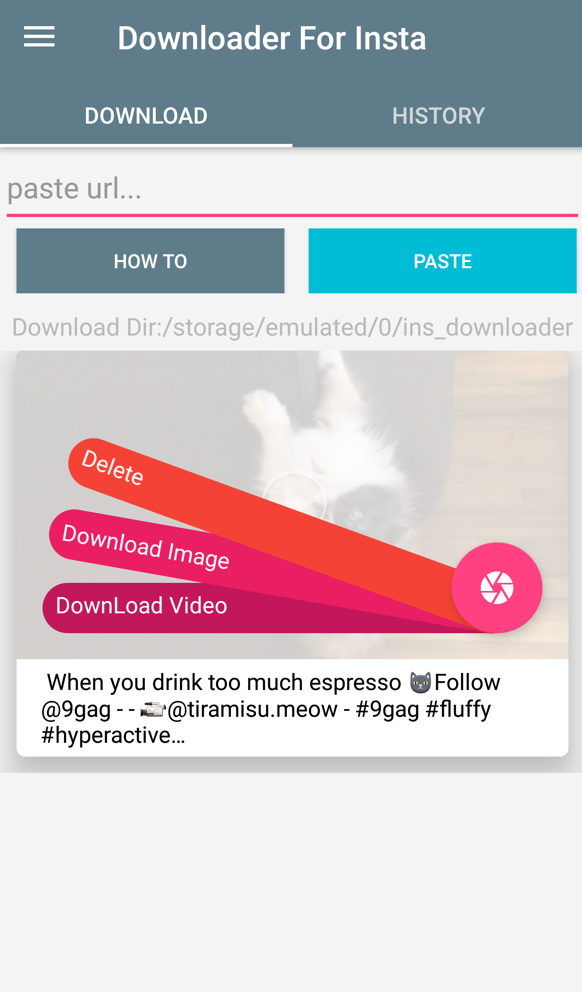 Downloader For Insta
DOWNLOAD
HISTORY
paste url...
HOW TO
PASTE
Download Dir:/storage/emulated/0/ins_downloader
Delete
Download Image
DownLoad Video
When you drink too much espresso 🐱Follow
@9gag - - 📹@tiramisu.meow - #9gag #fluffy
#hyperactive…